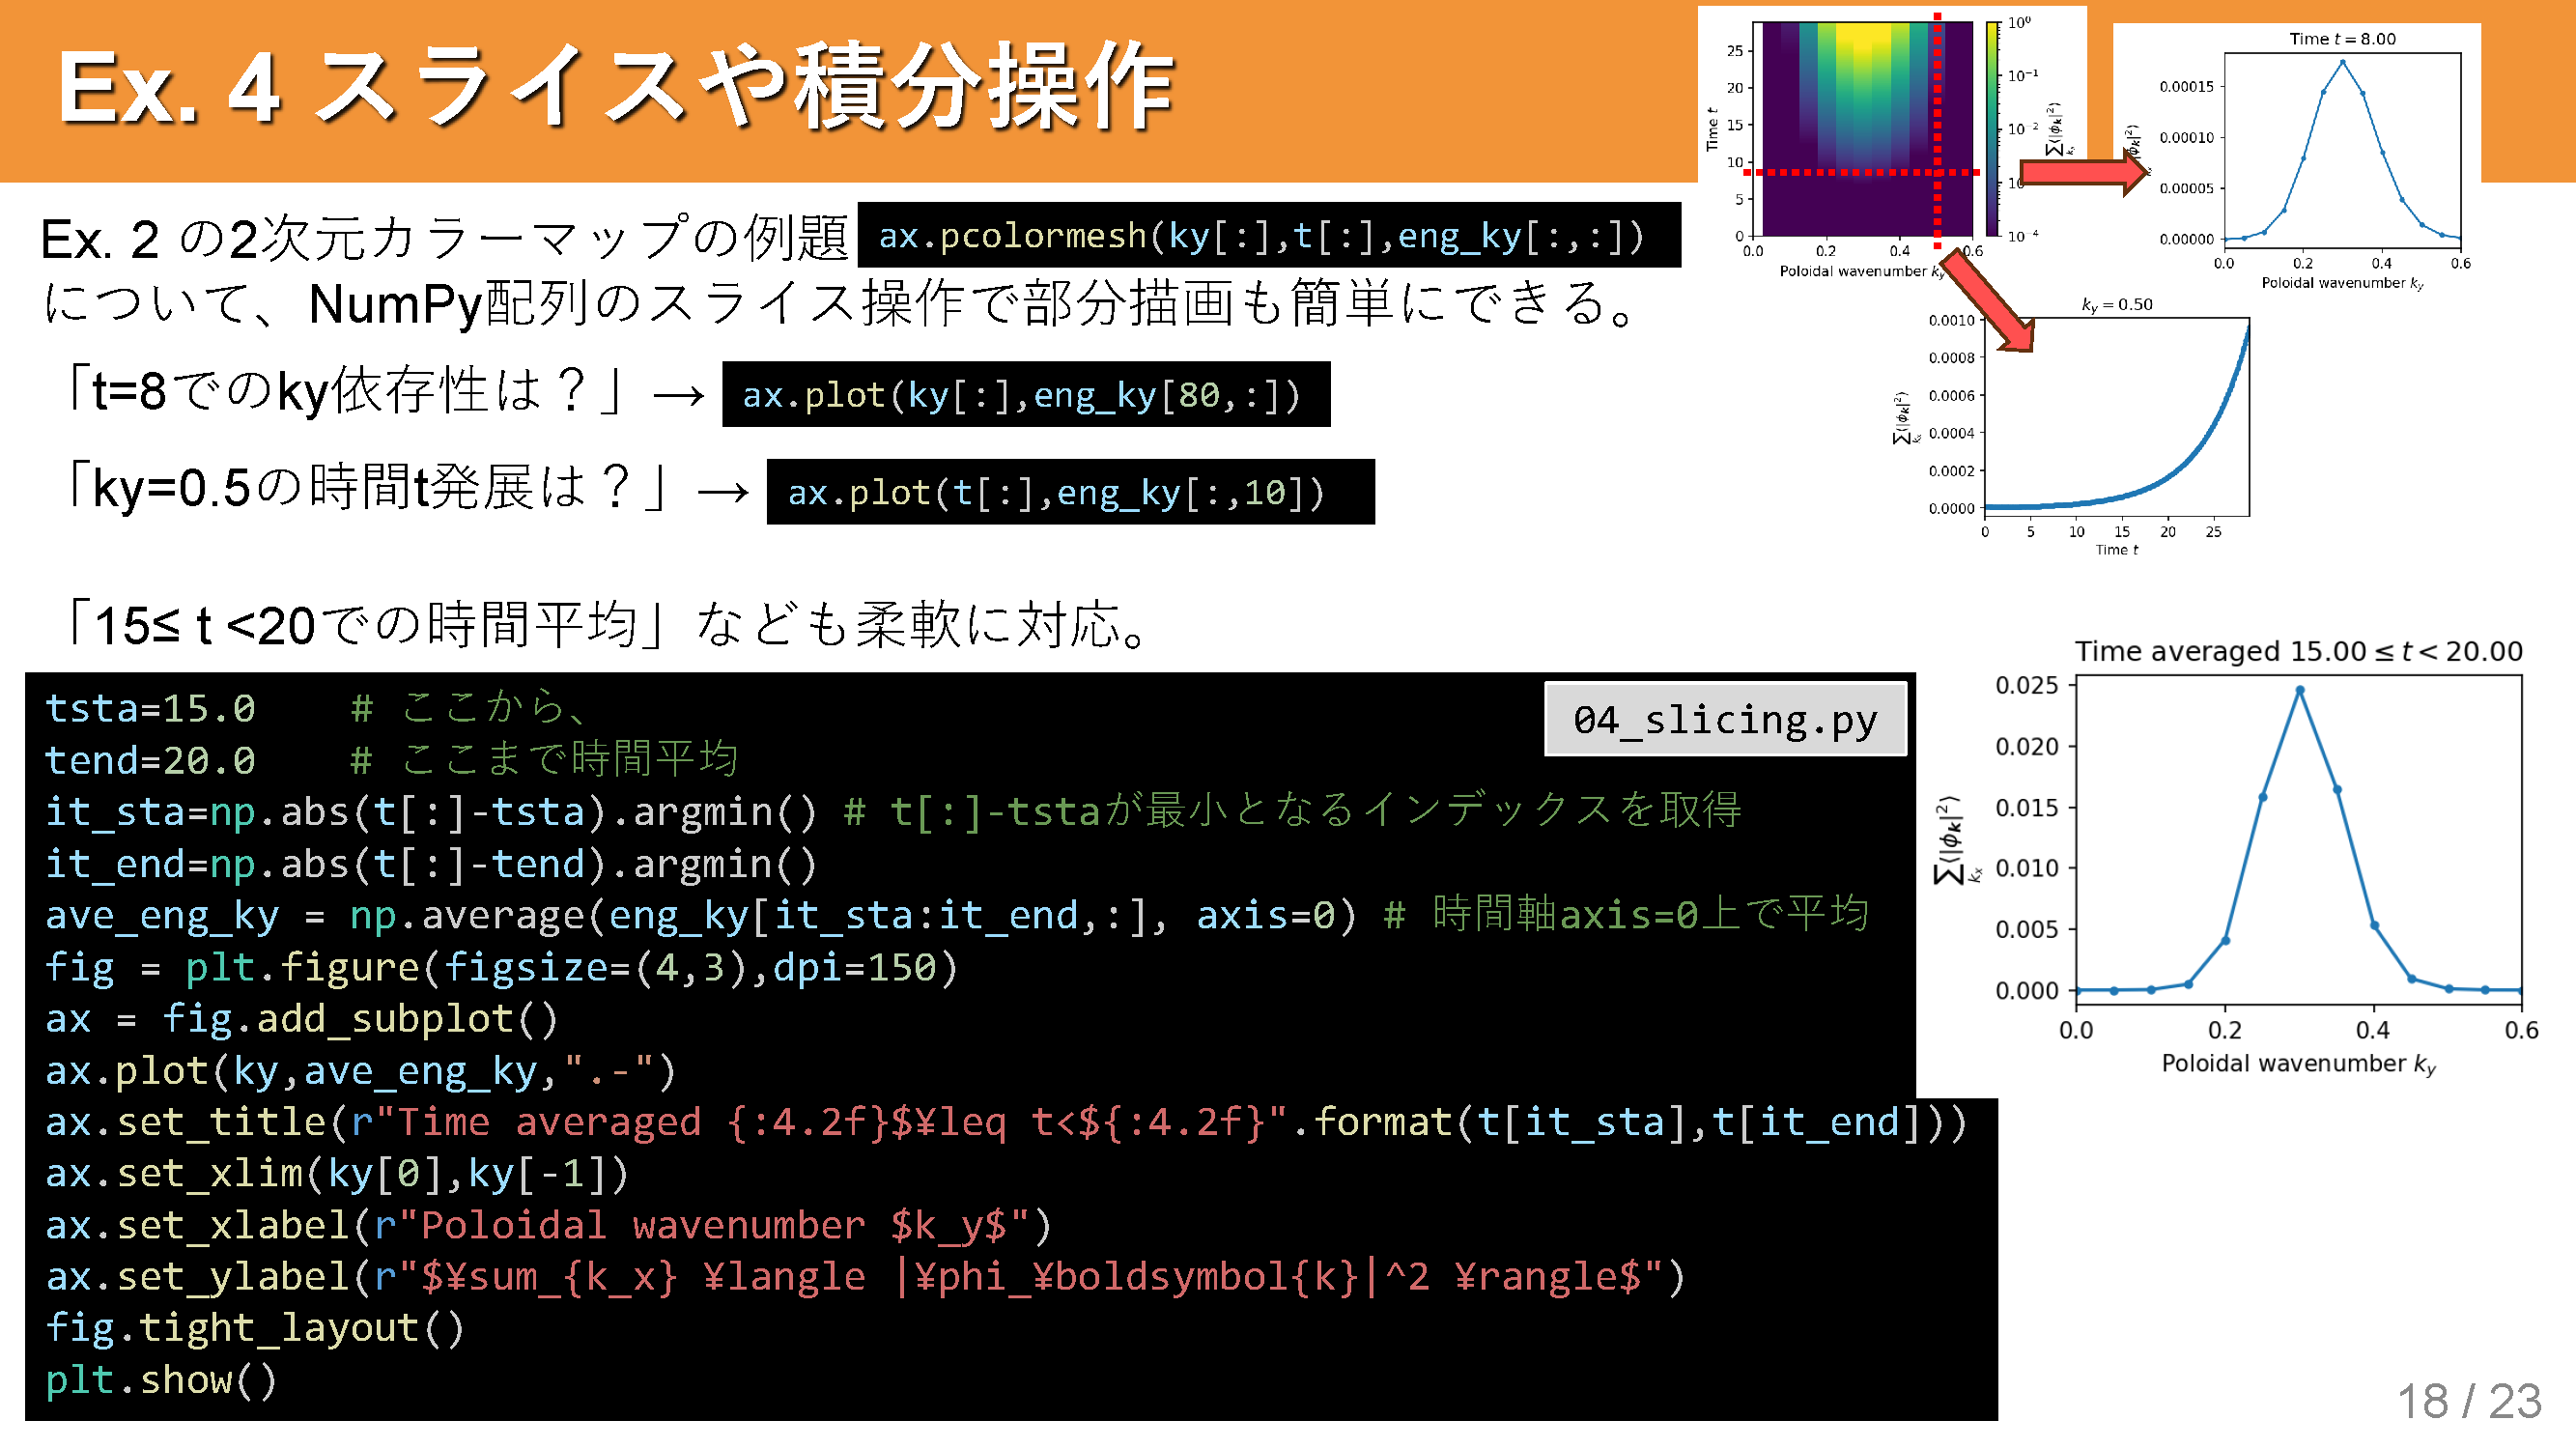 Ex. 4 スライスや積分操作
Ex. 2 の2次元カラーマップの例題 ax.pcolormesh(ky[:],t[:],eng_ky[:,:])
について、NumPy配列のスライス操作で部分描画も簡単にできる。
「t=8でのky依存性は？」→ ax.plot(ky[:],eng_ky[80,:])
「ky=0.5の時間t発展は？」→ ax.plot(t[:],eng_ky[:,10])
「15≤ t <20での時間平均」なども柔軟に対応。
04_slicing.py
tsta=15.0    # ここから、
tend=20.0    # ここまで時間平均
it_sta=np.abs(t[:]-tsta).argmin() # t[:]-tstaが最小となるインデックスを取得
it_end=np.abs(t[:]-tend).argmin()
ave_eng_ky = np.average(eng_ky[it_sta:it_end,:], axis=0) # 時間軸axis=0上で平均
fig = plt.figure(figsize=(4,3),dpi=150)
ax = fig.add_subplot()
ax.plot(ky,ave_eng_ky,".-")
ax.set_title(r"Time averaged {:4.2f}$¥leq t<${:4.2f}".format(t[it_sta],t[it_end]))
ax.set_xlim(ky[0],ky[-1])
ax.set_xlabel(r"Poloidal wavenumber $k_y$")
ax.set_ylabel(r"$¥sum_{k_x} ¥langle |¥phi_¥boldsymbol{k}|^2 ¥rangle$")
fig.tight_layout()
plt.show()
Time t
25
20
15
10
5
0
0.0 0.2 0.4 0.6
Poloidal wavenumber k_y
10⁰
10⁻¹
10⁻²
10⁻⁴
∑_{k_x}⟨|ϕ_k|²⟩
Time t = 8.00
0.00015
0.00010
0.00005
0.00000
0.0 0.2 0.4 0.6
Poloidal wavenumber k_y
k_y = 0.50
∑_{k_x}⟨|ϕ_k|²⟩
0.0010
0.0008
0.0006
0.0004
0.0002
0.0000
0 5 10 15 20 25
Time t
Time averaged 15.00 ≤ t < 20.00
∑_{k_x}⟨|ϕ_k|²⟩
0.025
0.020
0.015
0.010
0.005
0.000
0.0 0.2 0.4 0.6
Poloidal wavenumber k_y
18 / 23